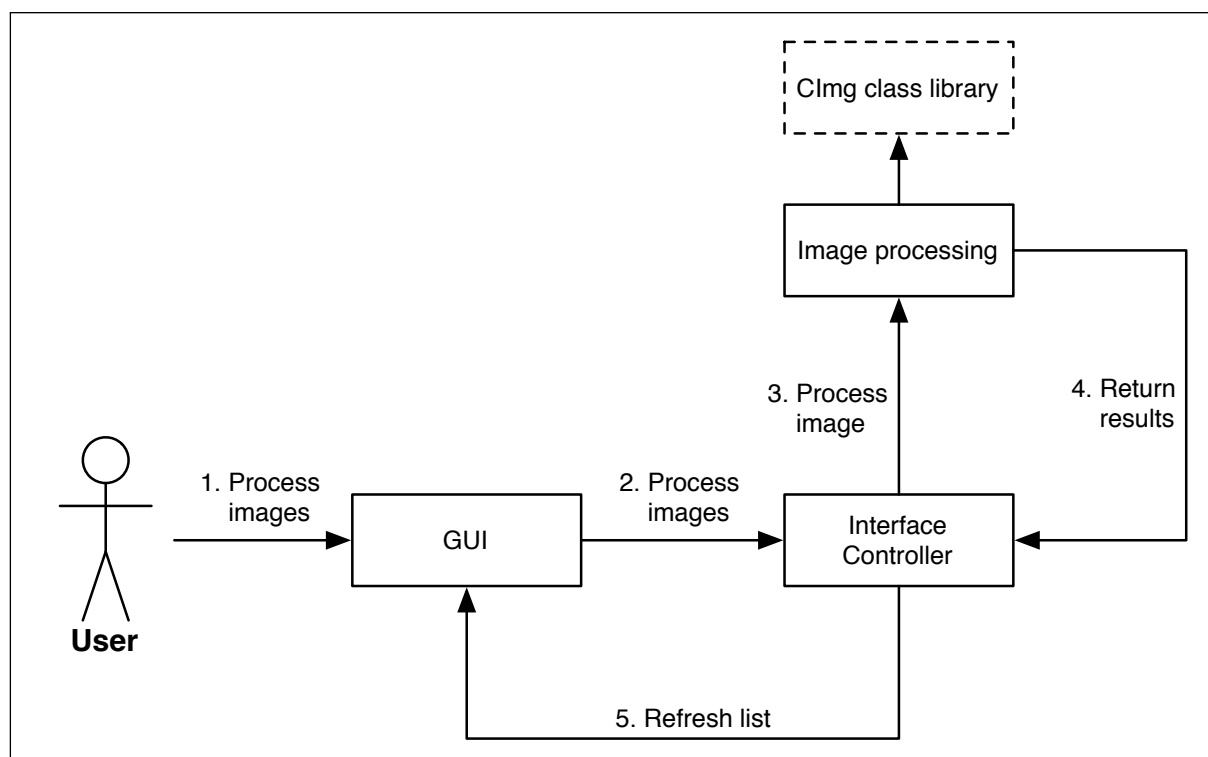 CImg class library
Image processing
3. Process
image
4. Return
results
1. Process
images
2. Process
images
GUI
Interface
Controller
User
5. Refresh list